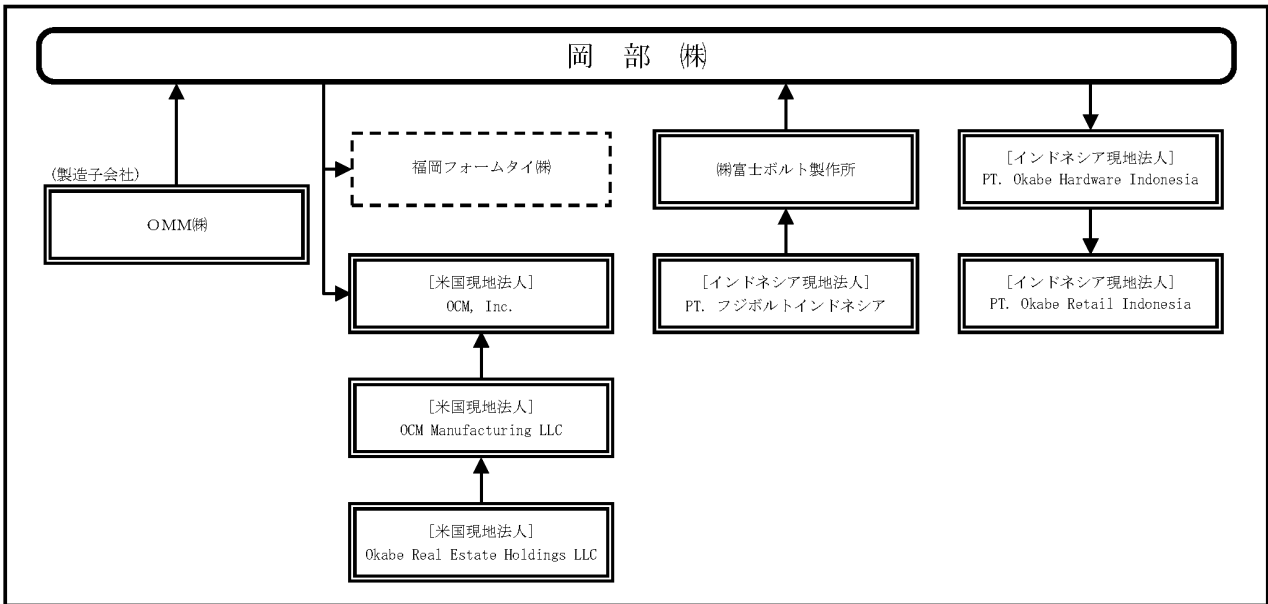 岡 部 ㈱
(製造子会社)
OMM㈱
福岡フォームタイ㈱
㈱富士ボルト製作所
[インドネシア現地法人]
PT. Okabe Hardware Indonesia
[米国現地法人]
OCM, Inc.
[インドネシア現地法人]
PT. フジボルトインドネシア
[インドネシア現地法人]
PT. Okabe Retail Indonesia
[米国現地法人]
OCM Manufacturing LLC
[米国現地法人]
Okabe Real Estate Holdings LLC